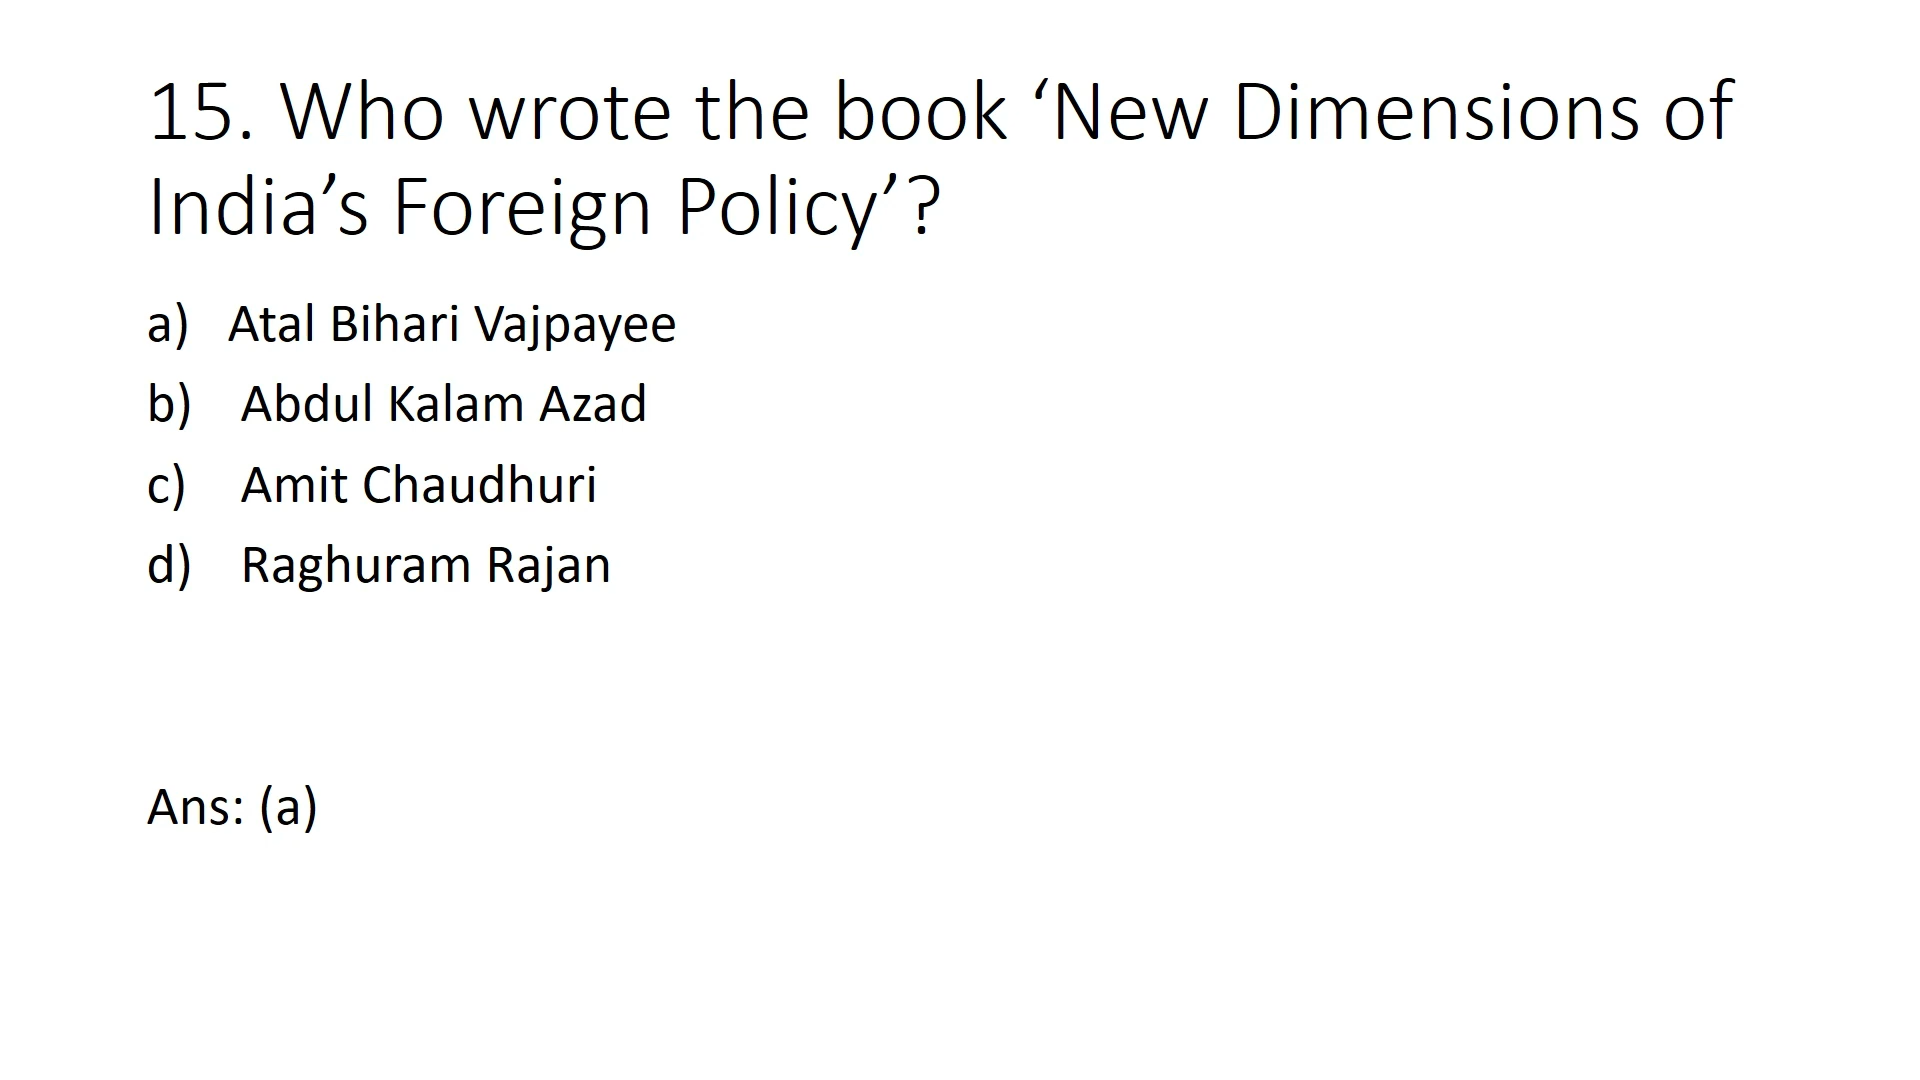 15. Who wrote the book ‘New Dimensions of
India’s Foreign Policy’?
a) Atal Bihari Vajpayee
b) Abdul Kalam Azad
c) Amit Chaudhuri
d) Raghuram Rajan
Ans: (a)